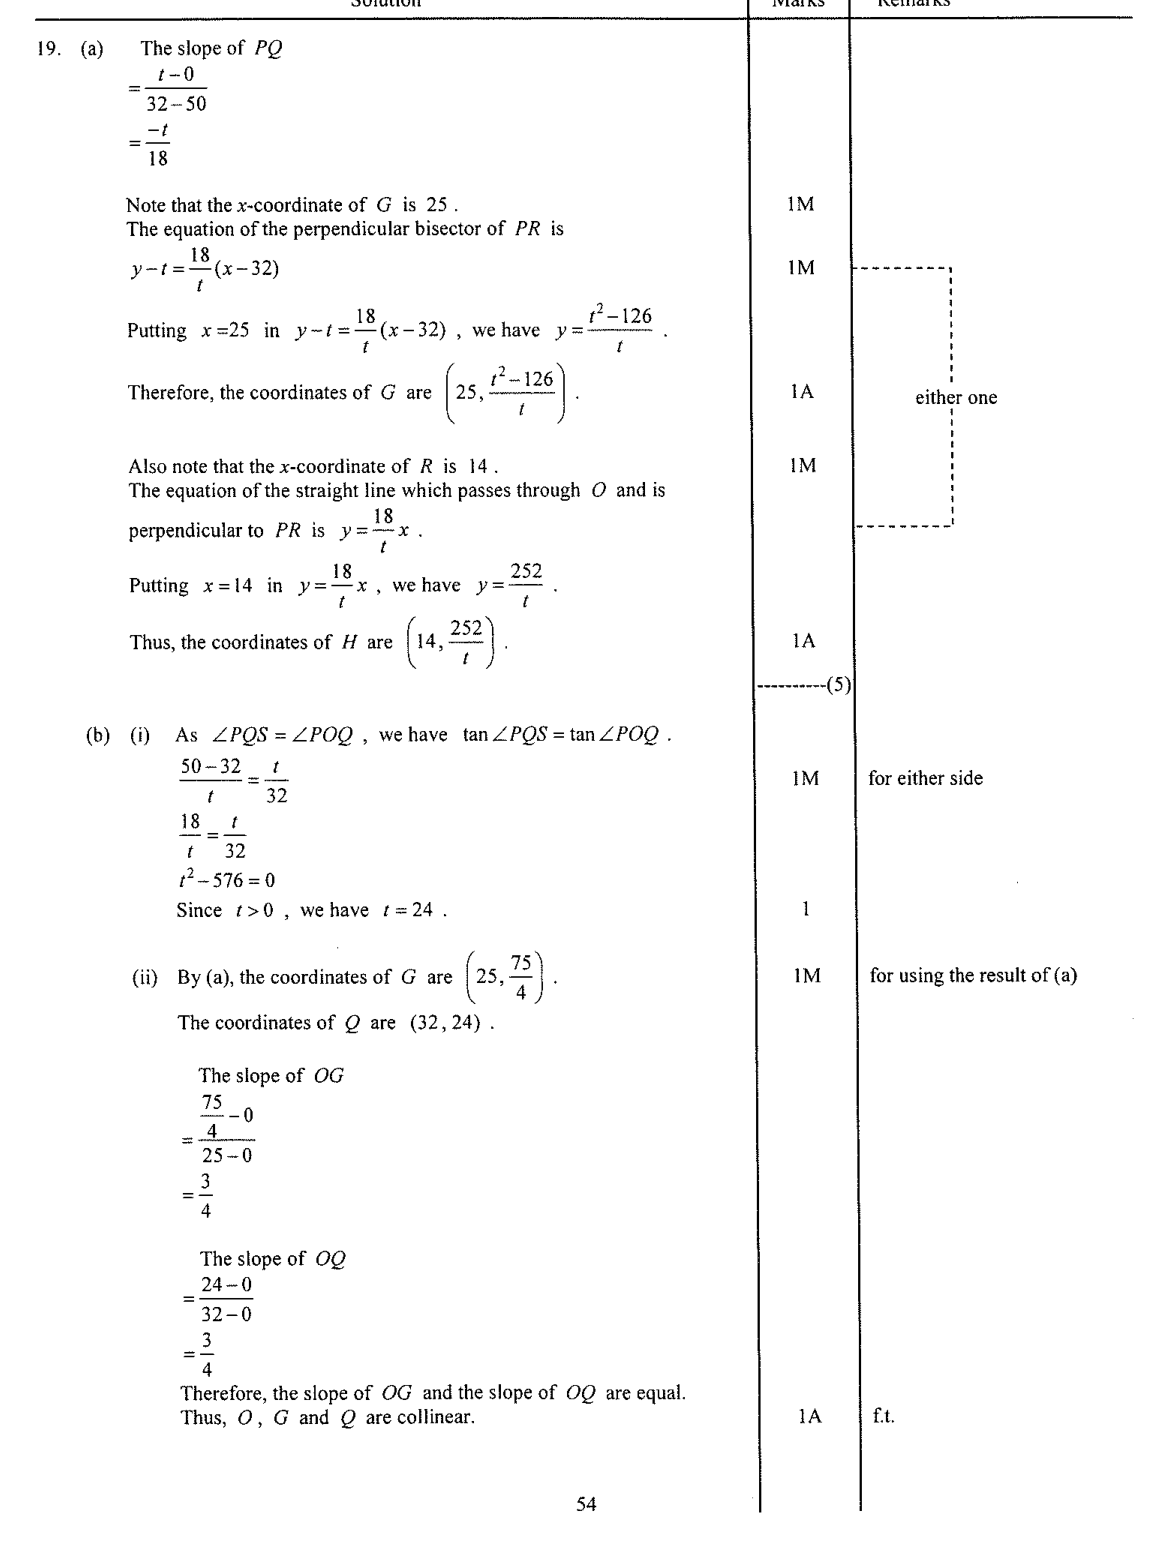 Solution Marks Remarks
19. (a) The slope of PQ
= (t − 0)/(32 − 50)
= −t/18
Note that the x-coordinate of G is 25 . 1M
The equation of the perpendicular bisector of PR is
y − t = 18/t (x − 32) 1M
Putting x =25 in y − t = 18/t (x − 32) , we have y = (t² − 126)/t .
Therefore, the coordinates of G are (25, (t² − 126)/t) . 1A either one
Also note that the x-coordinate of R is 14 . 1M
The equation of the straight line which passes through O and is
perpendicular to PR is y = 18/t x .
Putting x = 14 in y = 18/t x , we have y = 252/t .
Thus, the coordinates of H are (14, 252/t) . 1A
----------(5)
(b) (i) As ∠PQS = ∠POQ , we have tan ∠PQS = tan ∠POQ .
(50 − 32)/t = t/32 1M for either side
18/t = t/32
t² − 576 = 0
Since t > 0 , we have t = 24 . 1
(ii) By (a), the coordinates of G are (25, 75/4) . 1M for using the result of (a)
The coordinates of Q are (32 , 24) .
The slope of OG
= (75/4 − 0)/(25 − 0)
= 3/4
The slope of OQ
= (24 − 0)/(32 − 0)
= 3/4
Therefore, the slope of OG and the slope of OQ are equal.
Thus, O , G and Q are collinear. 1A f.t.
54